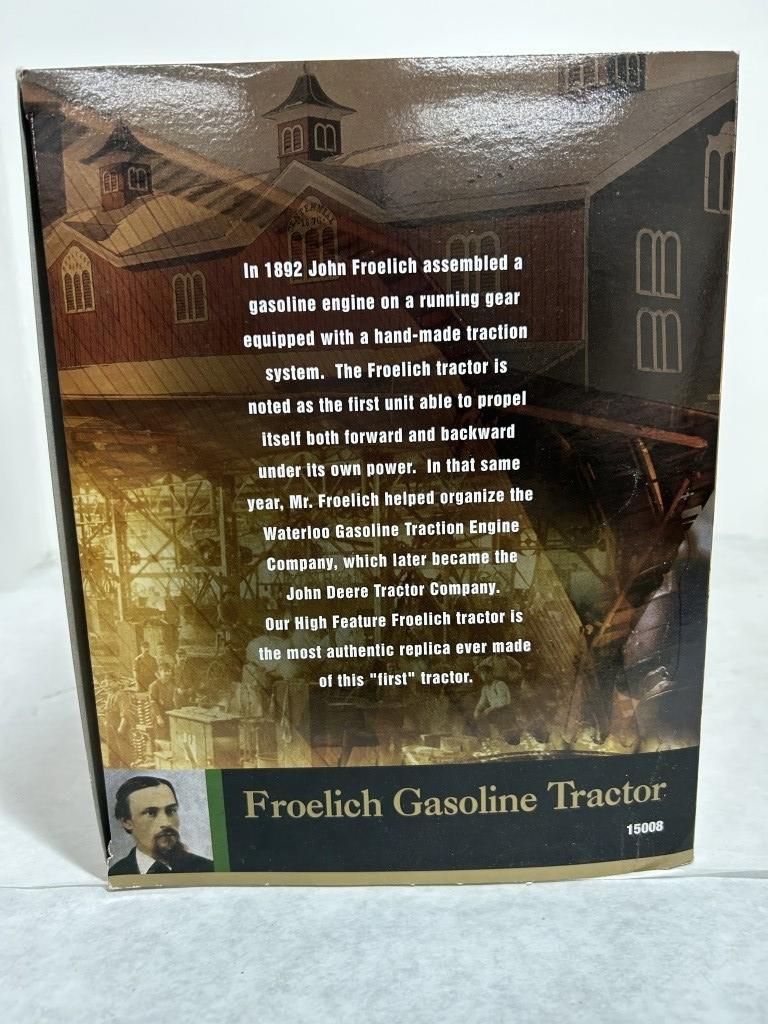 CENTENNIAL
1876
In 1892 John Froelich assembled a
gasoline engine on a running gear
equipped with a hand-made traction
system. The Froelich tractor is
noted as the first unit able to propel
itself both forward and backward
under its own power. In that same
year, Mr. Froelich helped organize the
Waterloo Gasoline Traction Engine
Company, which later became the
John Deere Tractor Company.
Our High Feature Froelich tractor is
the most authentic replica ever made
of this "first" tractor.
Froelich Gasoline Tractor
15008